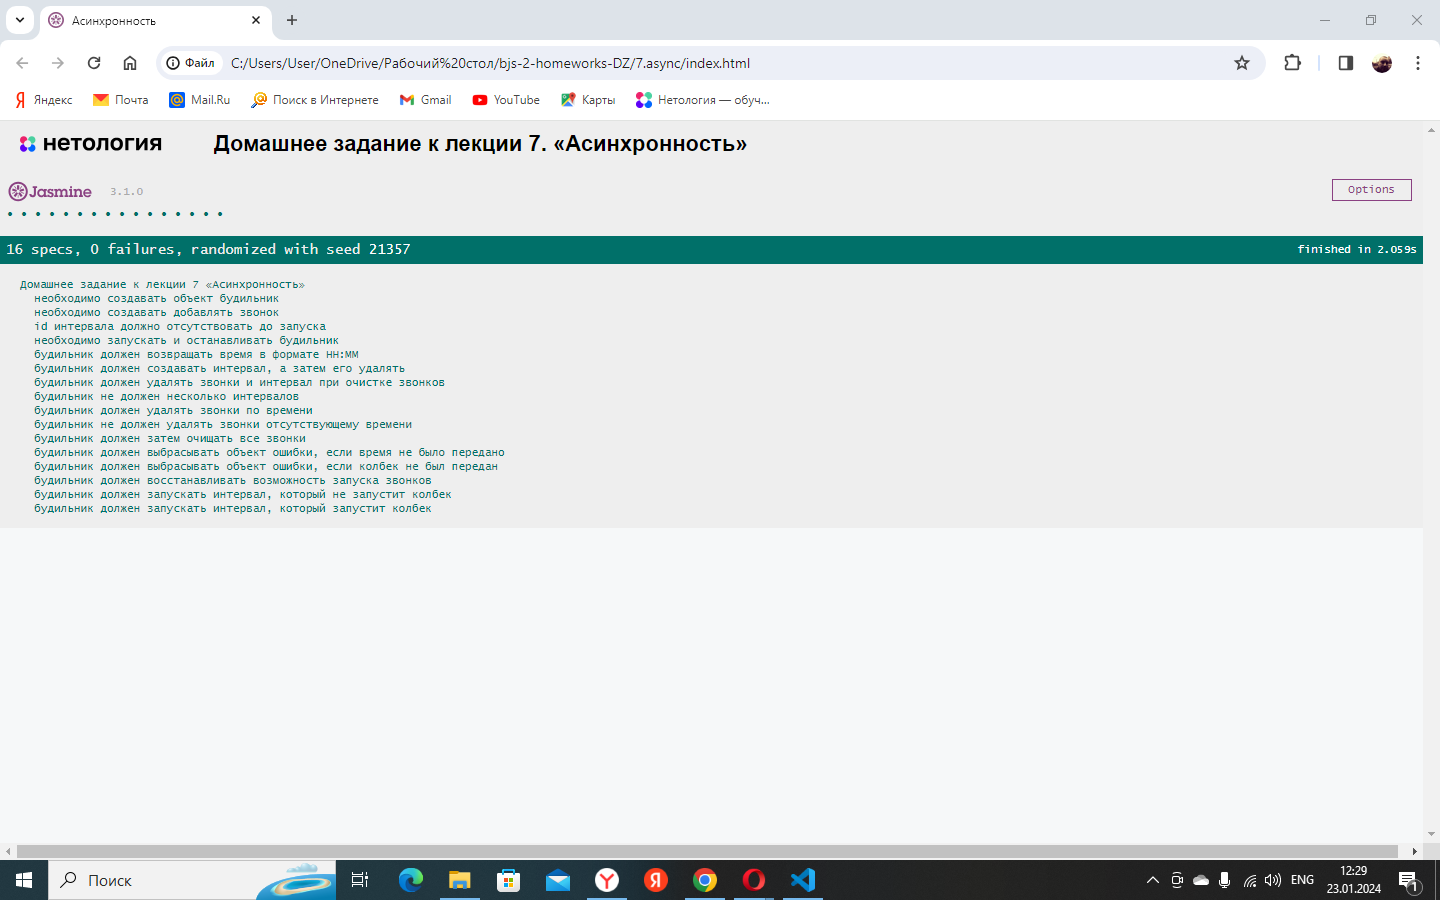 Асинхронность
Файл
C:/Users/User/OneDrive/Рабочий%20стол/bjs-2-homeworks-DZ/7.async/index.html
Яндекс
Почта
Mail.Ru
Поиск в Интернете
Gmail
YouTube
Карты
Нетология — обуч...
нетология
Домашнее задание к лекции 7. «Асинхронность»
Jasmine
3.1.0
Options
16 specs, 0 failures, randomized with seed 21357
finished in 2.059s
Домашнее задание к лекции 7 «Асинхронность»
необходимо создавать объект будильник
необходимо создавать добавлять звонок
id интервала должно отсутствовать до запуска
необходимо запускать и останавливать будильник
будильник должен возвращать время в формате HH:MM
будильник должен создавать интервал, а затем его удалять
будильник должен удалять звонки и интервал при очистке звонков
будильник не должен несколько интервалов
будильник должен удалять звонки по времени
будильник не должен удалять звонки отсутствующему времени
будильник должен затем очищать все звонки
будильник должен выбрасывать объект ошибки, если время не было передано
будильник должен выбрасывать объект ошибки, если колбек не был передан
будильник должен восстанавливать возможность запуска звонков
будильник должен запускать интервал, который не запустит колбек
будильник должен запускать интервал, который запустит колбек
Поиск
ENG
12:29
23.01.2024
1